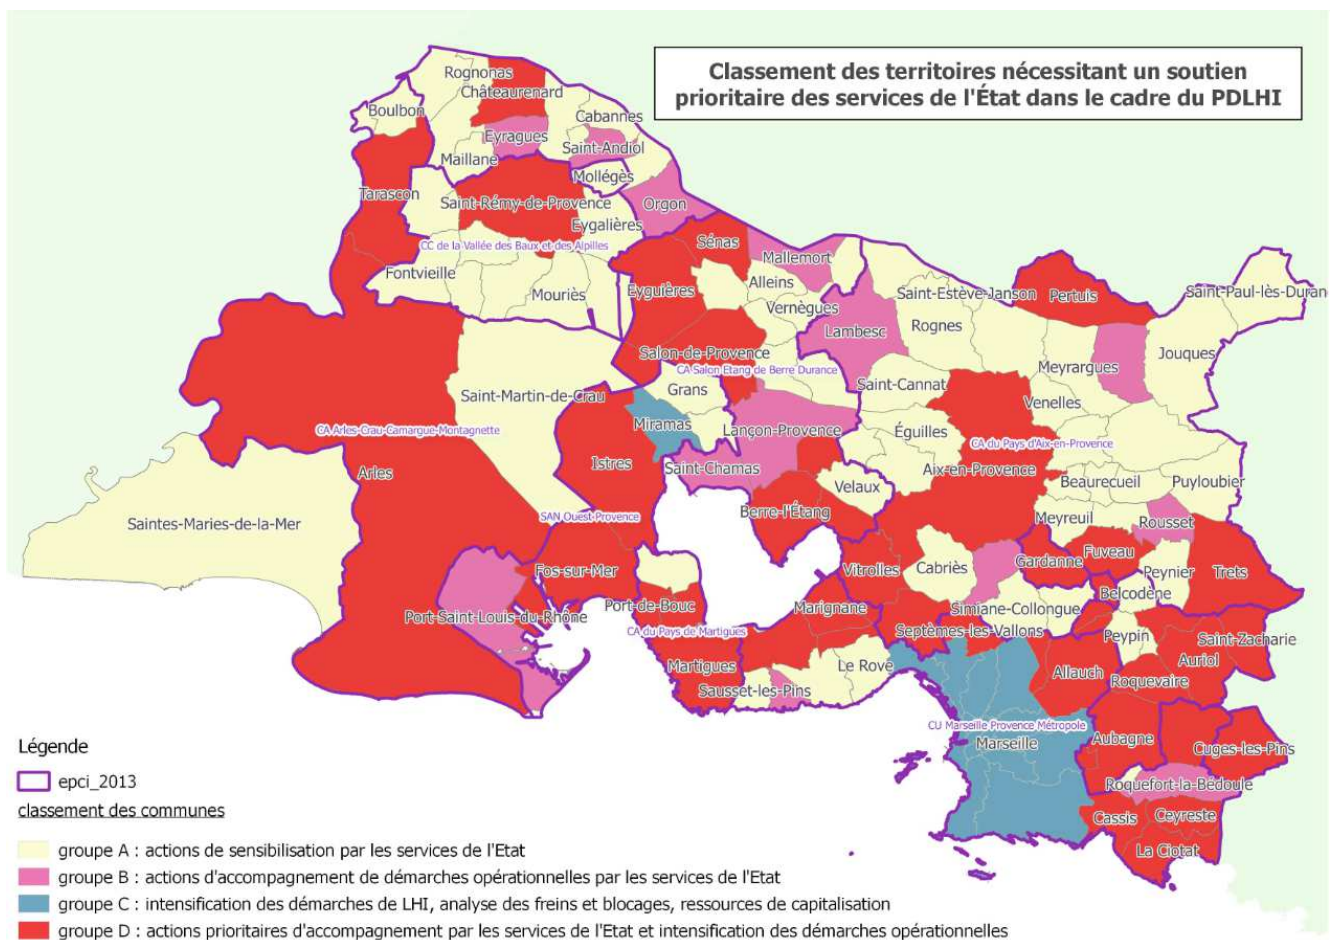 Classement des territoires nécessitant un soutien
prioritaire des services de l'État dans le cadre du PDLHI
Rognonas
Châteaurenard
Boulbon
Cabannes
Eyragues
Saint-Andiol
Maillane
Mollégès
Tarascon
Saint-Rémy-de-Provence
Orgon
Eygalières
Sénas
CC de la Vallée des Baux et des Alpilles
Mallemort
Fontvieille
Alleins
Mouriès
Eyguières
Saint-Estève-Janson
Pertuis
Saint-Paul-lès-Duran
Vernègues
Rognes
Lambesc
Salon-de-Provence
Jouques
Meyrargues
CA Salon Etang de Berre Durance
Grans
Saint-Cannat
Saint-Martin-de-Crau
Venelles
Miramas
Lançon-Provence
CA Arles-Crau-Camargue-Montagnette
Éguilles
CA du Pays d'Aix-en-Provence
Istres
Saint-Chamas
Aix-en-Provence
Arles
Velaux
Beaurecueil
Puyloubier
Saintes-Maries-de-la-Mer
SAN Ouest-Provence
Berre-l'Étang
Meyreuil
Rousset
Fos-sur-Mer
Vitrolles
Cabriès
Gardanne
Fuveau
Peynier
Trets
Belcodène
Port-de-Bouc
Marignane
Simiane-Collongue
Port-Saint-Louis-du-Rhône
CA du Pays de Martigues
Septèmes-les-Vallons
Peypin
Saint-Zacharie
Martigues
Le Rove
Allauch
Auriol
Roquevaire
Sausset-les-Pins
CU Marseille Provence Métropole
Marseille
Aubagne
Cuges-les-Pins
Roquefort-la-Bédoule
Cassis
Ceyreste
La Ciotat
Légende
epci_2013
classement des communes
groupe A : actions de sensibilisation par les services de l'Etat
groupe B : actions d'accompagnement de démarches opérationnelles par les services de l'Etat
groupe C : intensification des démarches de LHI, analyse des freins et blocages, ressources de capitalisation
groupe D : actions prioritaires d'accompagnement par les services de l'Etat et intensification des démarches opérationnelles